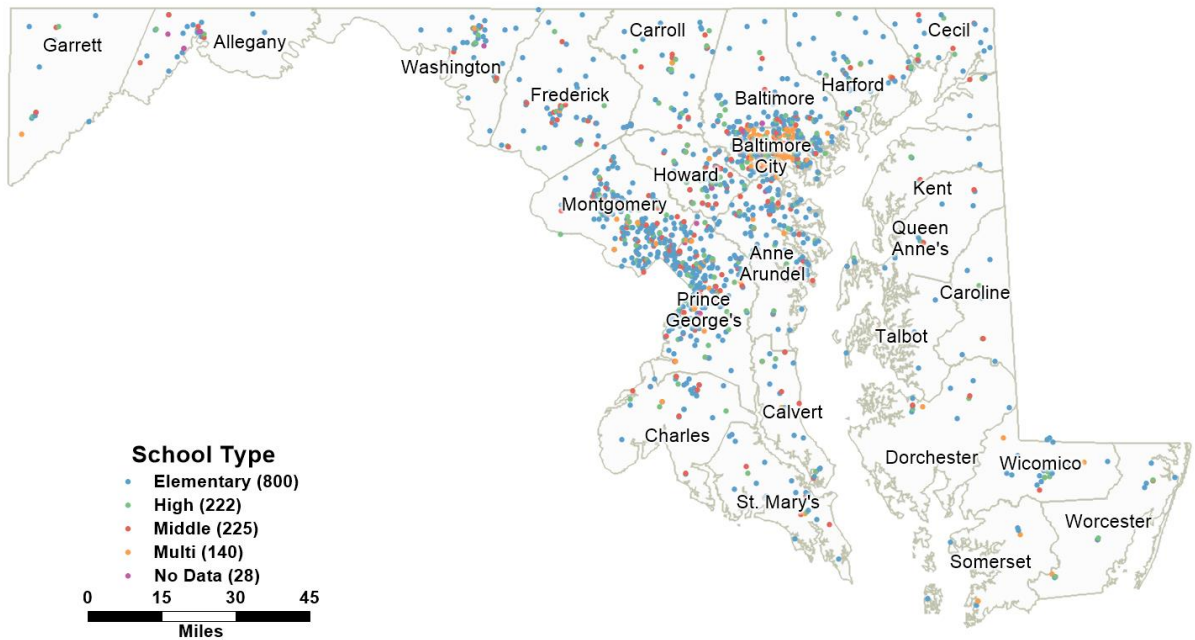 Garrett
Allegany
Washington
Frederick
Carroll
Baltimore
Harford
Cecil
Baltimore
City
Howard
Montgomery
Kent
Queen
Anne's
Anne
Arundel
Prince
George's
Caroline
Talbot
Calvert
Charles
St. Mary's
Dorchester
Wicomico
Worcester
Somerset
School Type
Elementary (800)
High (222)
Middle (225)
Multi (140)
No Data (28)
0 15 30 45
Miles